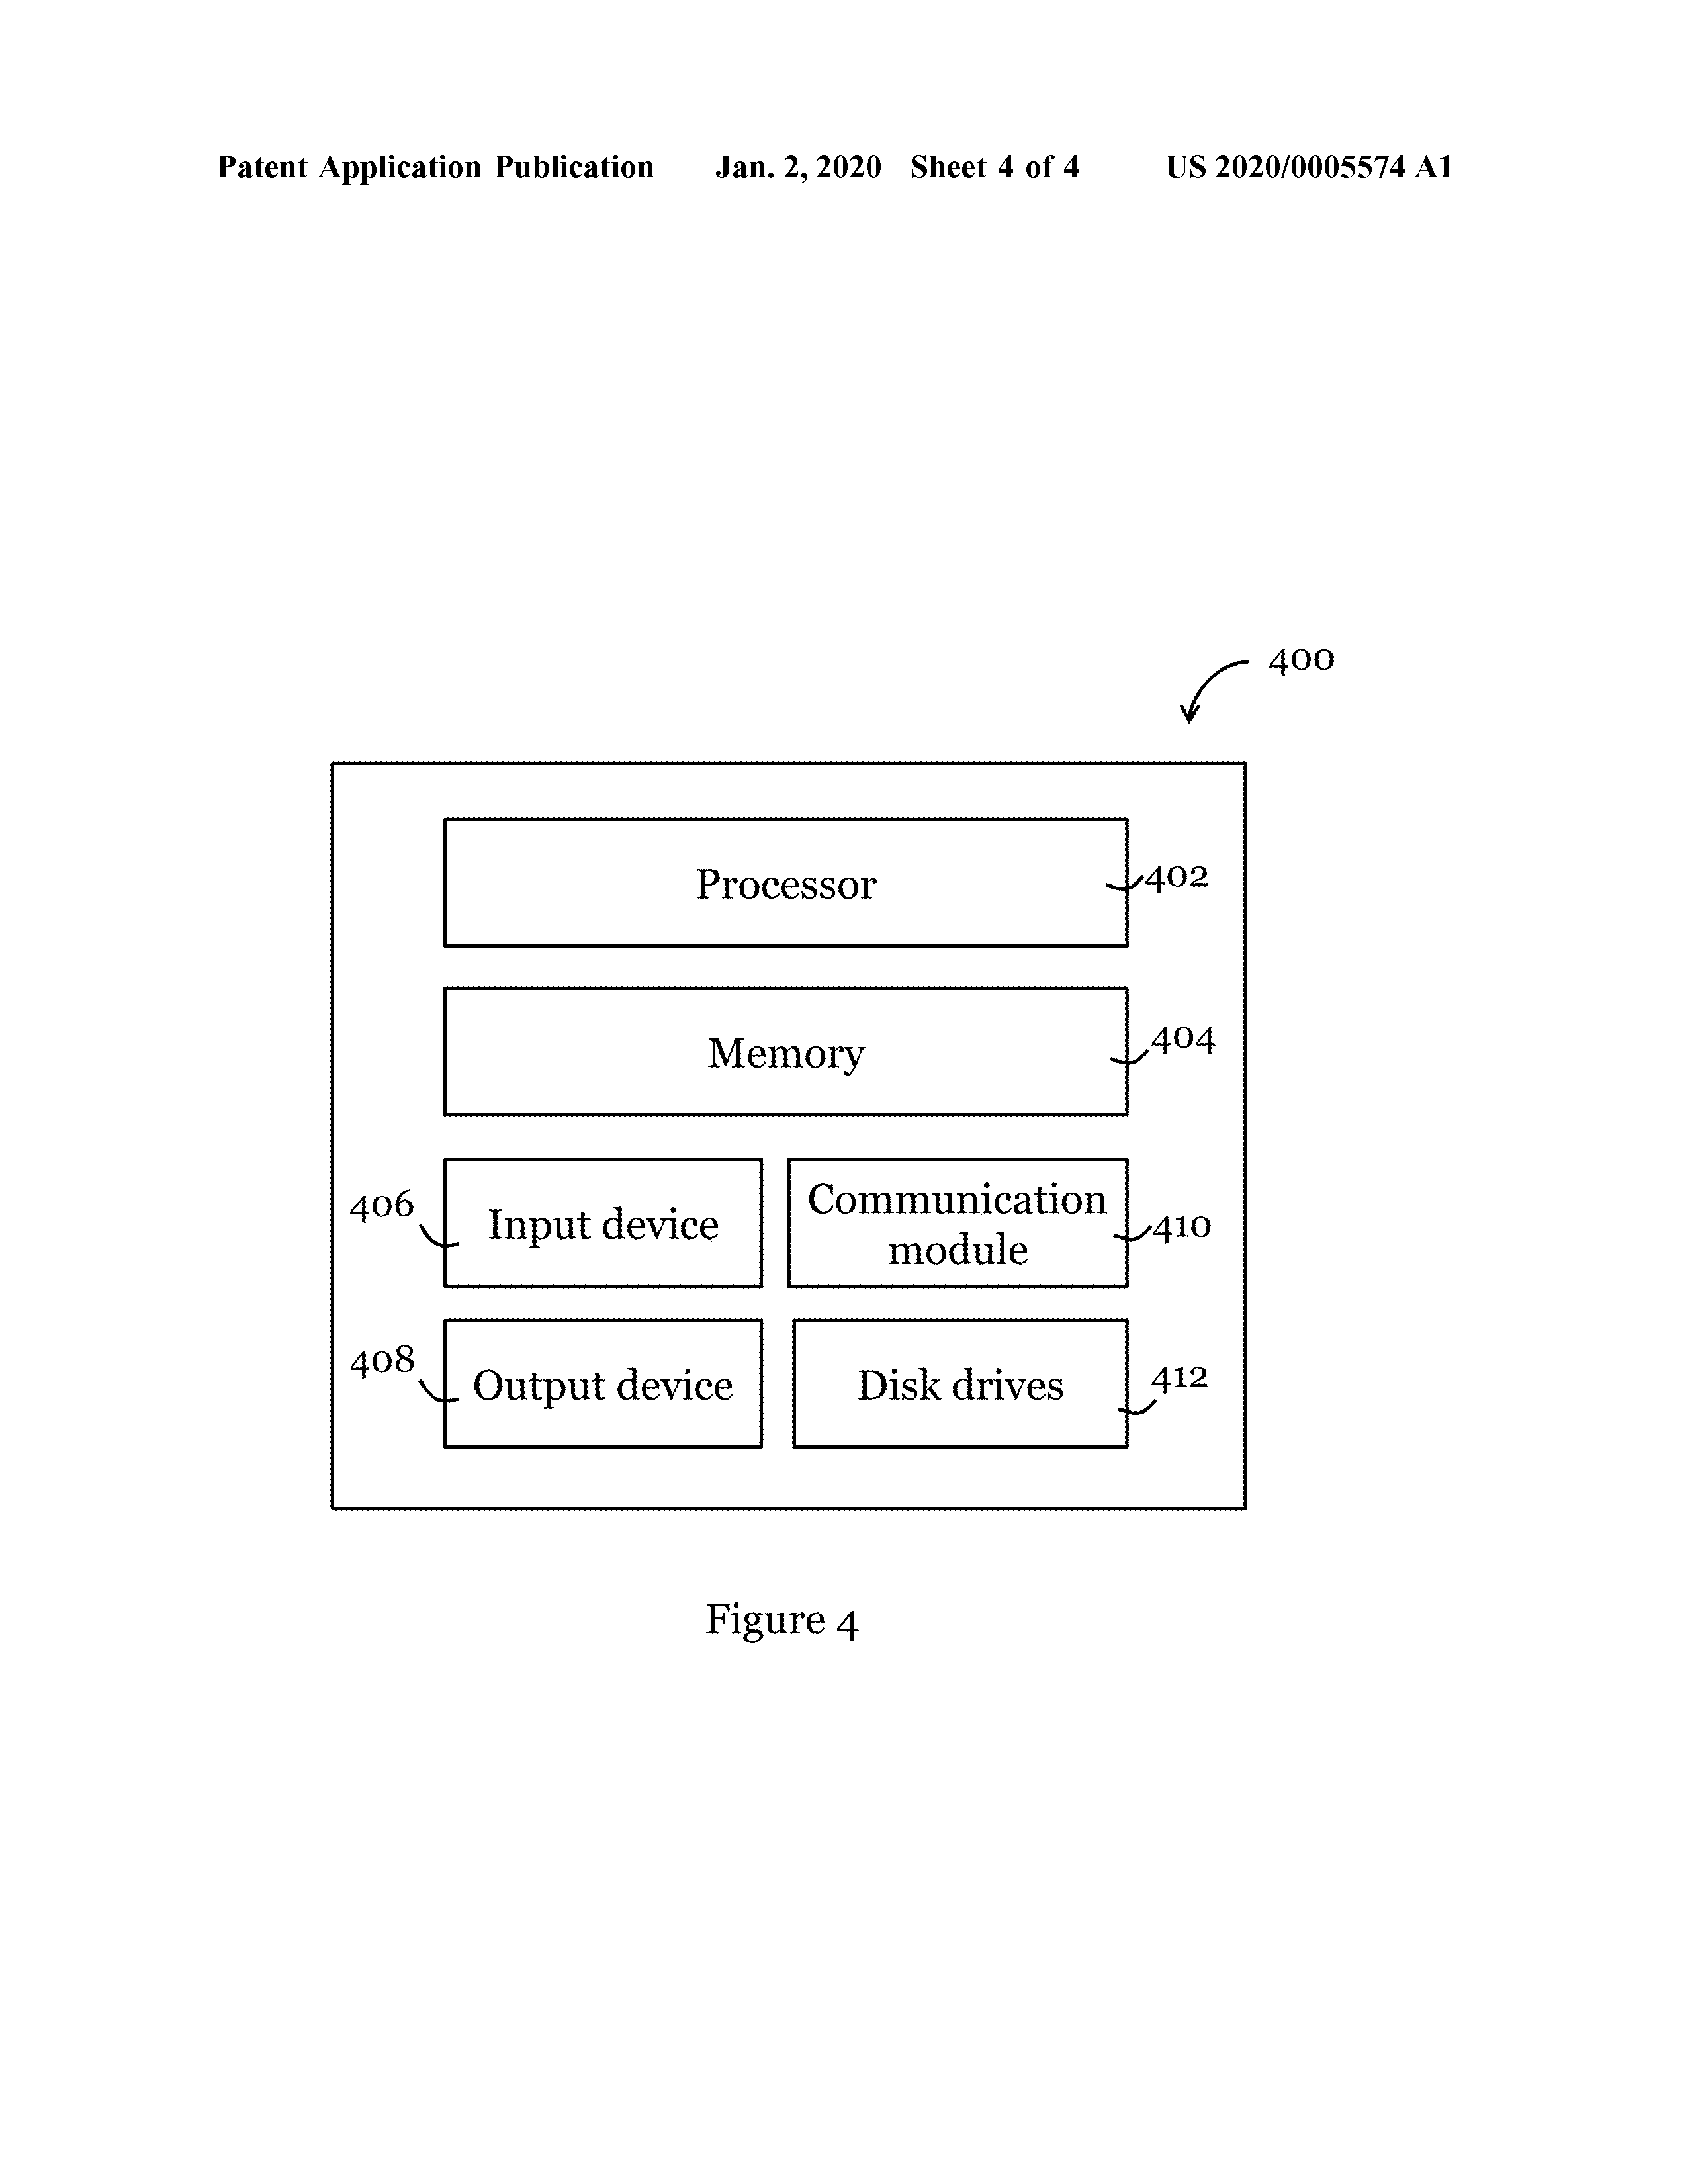 Patent Application Publication Jan. 2, 2020 Sheet 4 of 4 US 2020/0005574 A1
400
Processor
402
Memory
404
406
Input device
Communication
module
410
408
Output device
Disk drives
412
Figure 4